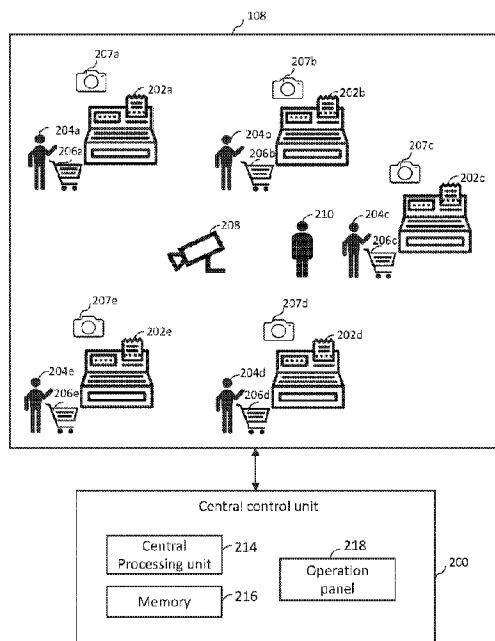 108
207a
202a
204a
206a
207b
202b
204b
206b
207c
202c
204c
206c
208
210
207e
202e
204e
206e
207d
202d
204d
206d
Central control unit
Central
Processing unit
214
Memory
216
218
Operation
panel
200